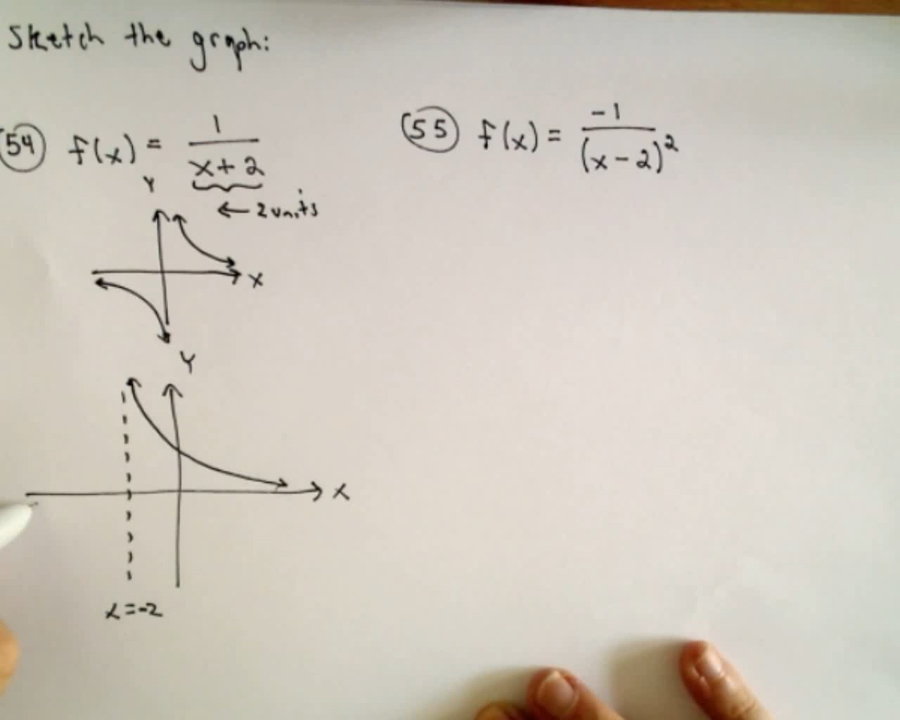 Sketch the graph:
54 f(x) = 1/(x+2)
← 2 units
Y
X
Y
X
x=-2
55 f(x) = -1/(x-2)²